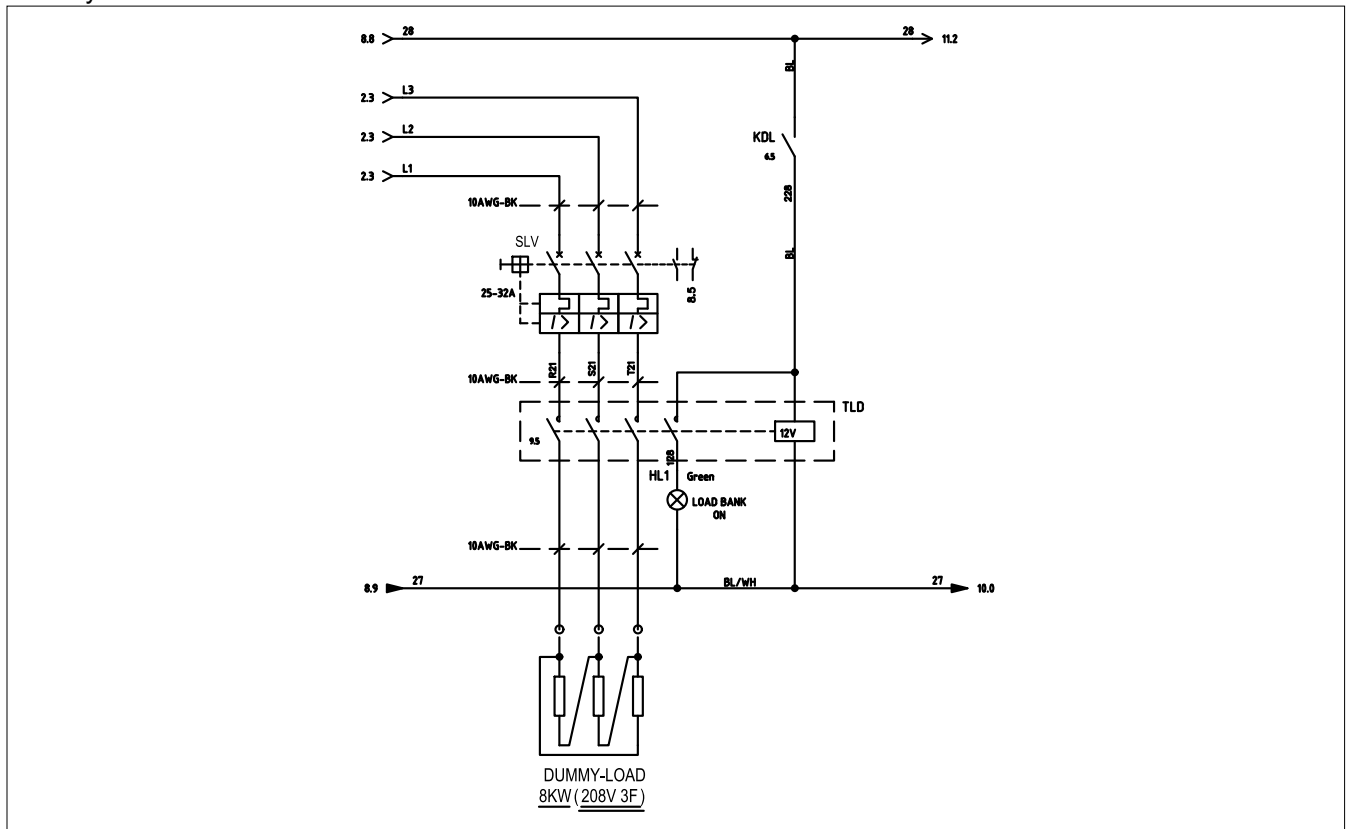 8.8 28 28 11.2
BL
2.3 L3
2.3 L2
KDL
6.5
2.3 L1
228
10AWG-BK
SLV
BL
25-32A
8.5
R21 S21 T21
10AWG-BK
TLD
9.5
12V
128
HL1 Green
LOAD BANK
ON
10AWG-BK
8.9 27 BL/WH 27 10.0
DUMMY-LOAD
8KW (208V 3F)